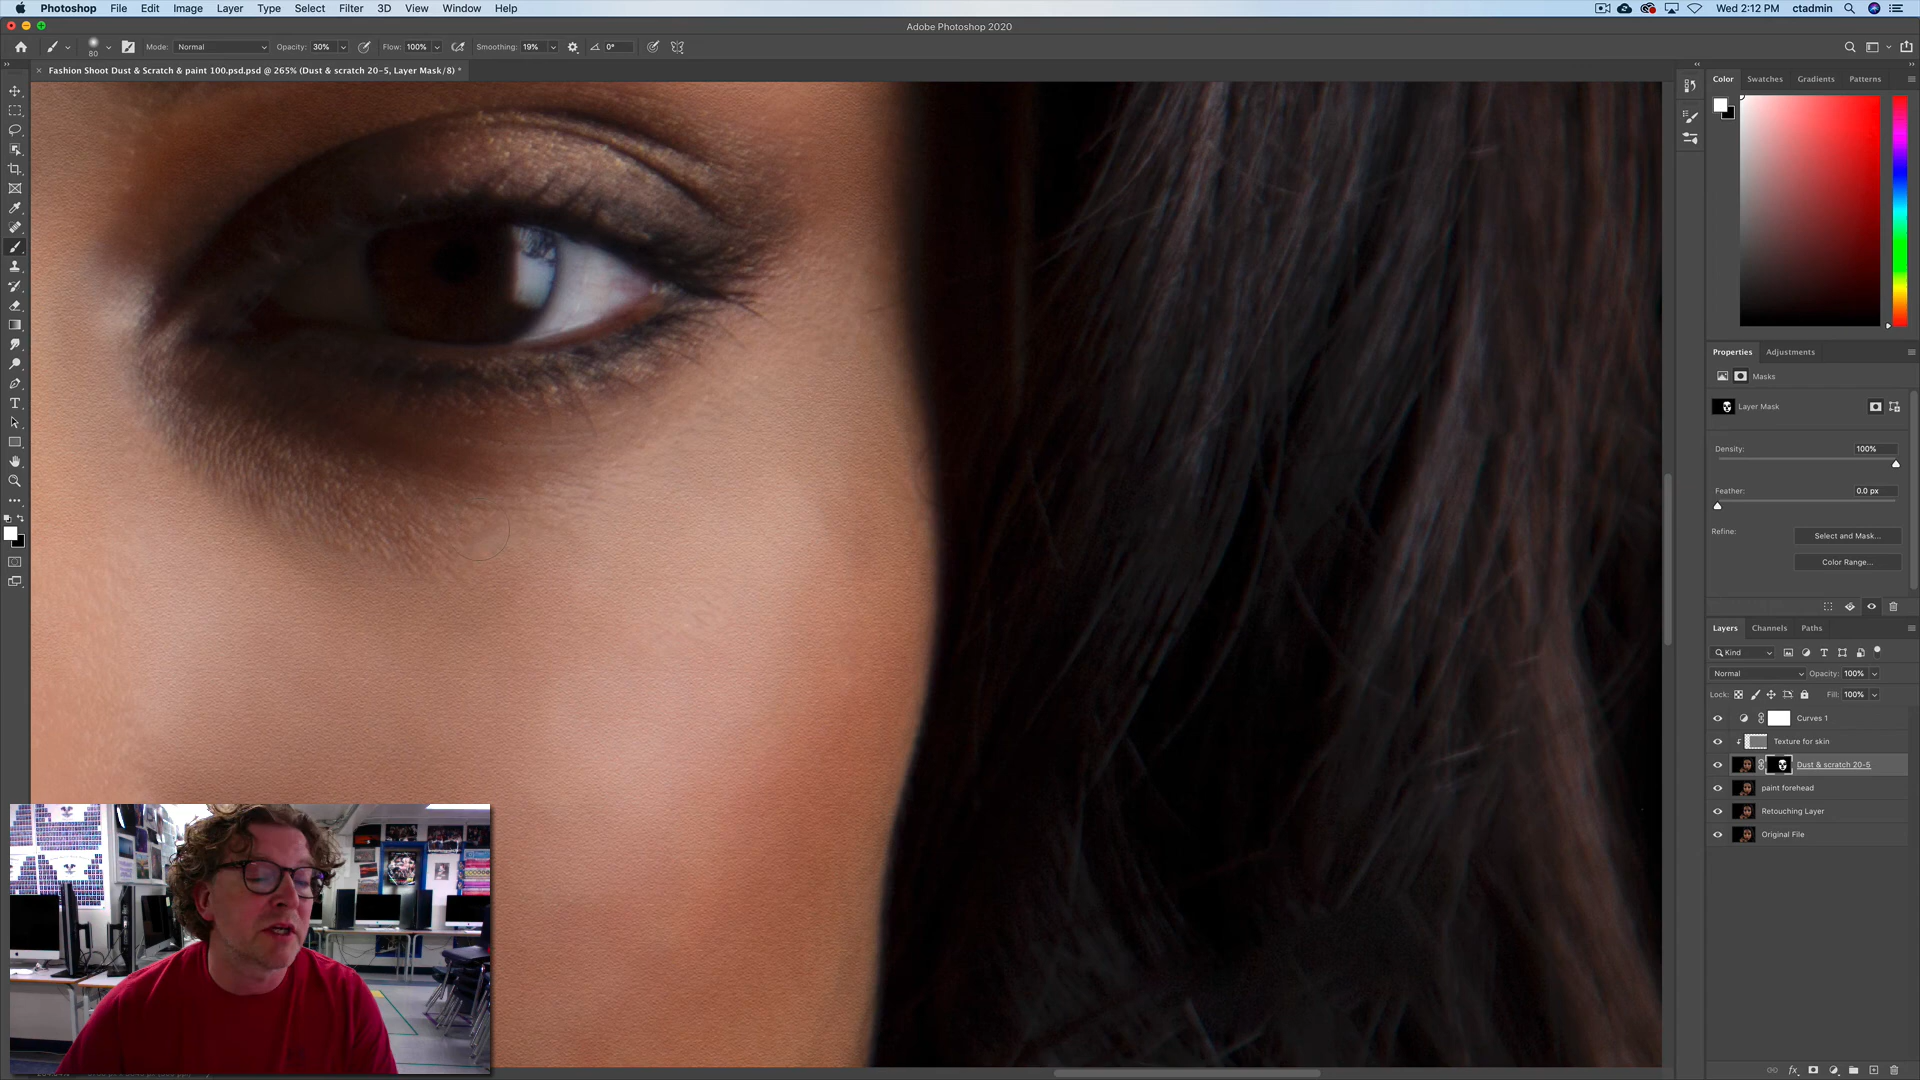 Photoshop File Edit Image Layer Type Select Filter 3D View Window Help
Wed 2:12 PM ctadmin
Adobe Photoshop 2020
80 Mode: Normal Opacity: 30% Flow: 100% Smoothing: 19% 0°
× Fashion Shoot Dust & Scratch & paint 100.psd.psd @ 265% (Dust & scratch 20-5, Layer Mask/8) *
Color Swatches Gradients Patterns
Properties Adjustments
Masks
Layer Mask
Density: 100%
Feather: 0.0 px
Refine: Select and Mask...
Color Range...
Layers Channels Paths
Kind
Normal Opacity: 100%
Lock: Fill: 100%
Curves 1
Texture for skin
Dust & scratch 20-5
paint forehead
Retouching Layer
Original File